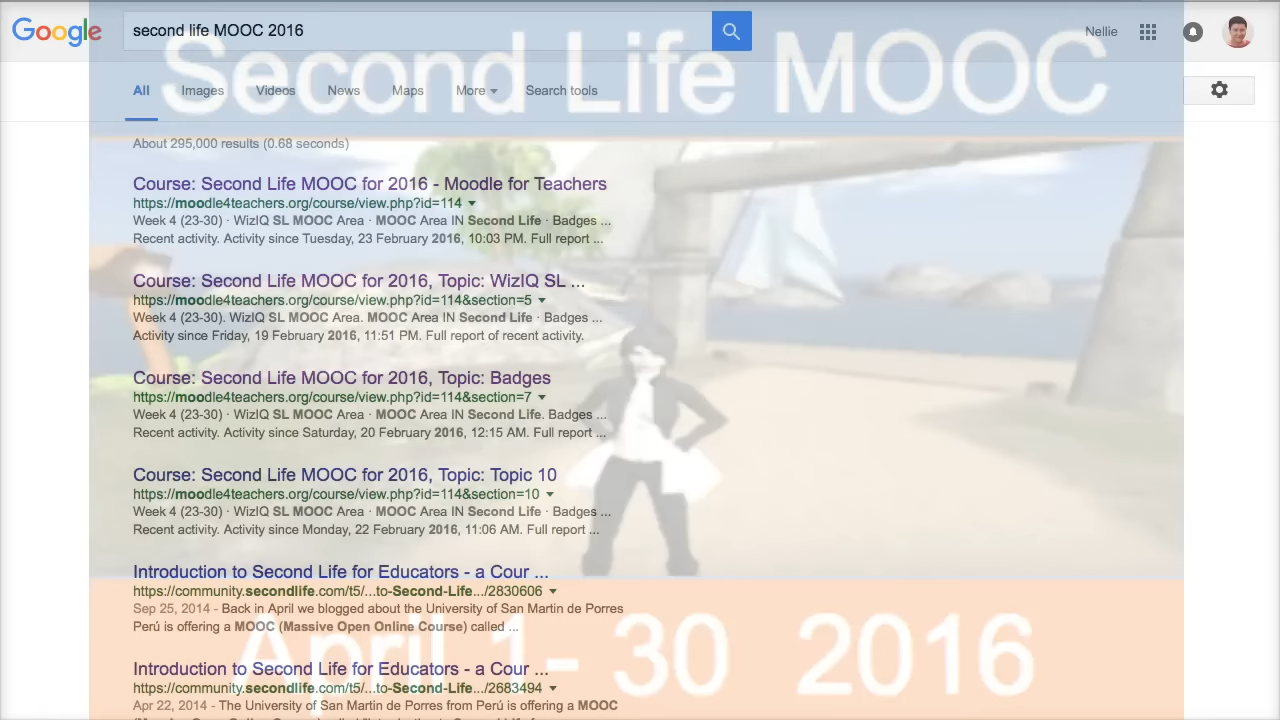 Google
second life MOOC 2016
Nellie
Second Life MOOC
All Images Videos News Maps More Search tools
About 295,000 results (0.68 seconds)
Course: Second Life MOOC for 2016 - Moodle for Teachers
https://moodle4teachers.org/course/view.php?id=114
Week 4 (23-30) · WizIQ SL MOOC Area · MOOC Area IN Second Life · Badges ...
Recent activity. Activity since Tuesday, 23 February 2016, 10:03 PM. Full report ...
Course: Second Life MOOC for 2016, Topic: WizIQ SL ...
https://moodle4teachers.org/course/view.php?id=114&section=5
Week 4 (23-30). WizIQ SL MOOC Area. MOOC Area IN Second Life · Badges ...
Activity since Friday, 19 February 2016, 11:51 PM. Full report of recent activity.
Course: Second Life MOOC for 2016, Topic: Badges
https://moodle4teachers.org/course/view.php?id=114&section=7
Week 4 (23-30) · WizIQ SL MOOC Area · MOOC Area IN Second Life. Badges ...
Recent activity. Activity since Saturday, 20 February 2016, 12:15 AM. Full report ...
Course: Second Life MOOC for 2016, Topic: Topic 10
https://moodle4teachers.org/course/view.php?id=114&section=10
Week 4 (23-30) · WizIQ SL MOOC Area · MOOC Area IN Second Life · Badges ...
Recent activity. Activity since Monday, 22 February 2016, 11:06 AM. Full report ...
Introduction to Second Life for Educators - a Cour ...
https://community.secondlife.com/t5/...to-Second-Life.../2830606
Sep 25, 2014 - Back in April we blogged about the University of San Martin de Porres
Perú is offering a MOOC (Massive Open Online Course) called ...
April 1- 30 2016
Introduction to Second Life for Educators - a Cour ...
https://community.secondlife.com/t5/...to-Second-Life.../2683494
Apr 22, 2014 - The University of San Martin de Porres from Perú is offering a MOOC